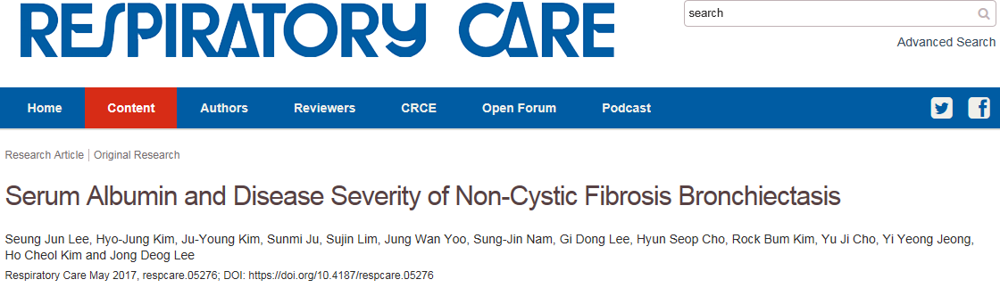 RESPIRATORY CARE
search
Advanced Search
Home Content Authors Reviewers CRCE Open Forum Podcast
Research Article | Original Research
Serum Albumin and Disease Severity of Non-Cystic Fibrosis Bronchiectasis
Seung Jun Lee, Hyo-Jung Kim, Ju-Young Kim, Sunmi Ju, Sujin Lim, Jung Wan Yoo, Sung-Jin Nam, Gi Dong Lee, Hyun Seop Cho, Rock Bum Kim, Yu Ji Cho, Yi Yeong Jeong,
Ho Cheol Kim and Jong Deog Lee
Respiratory Care May 2017, respcare.05276; DOI: https://doi.org/10.4187/respcare.05276